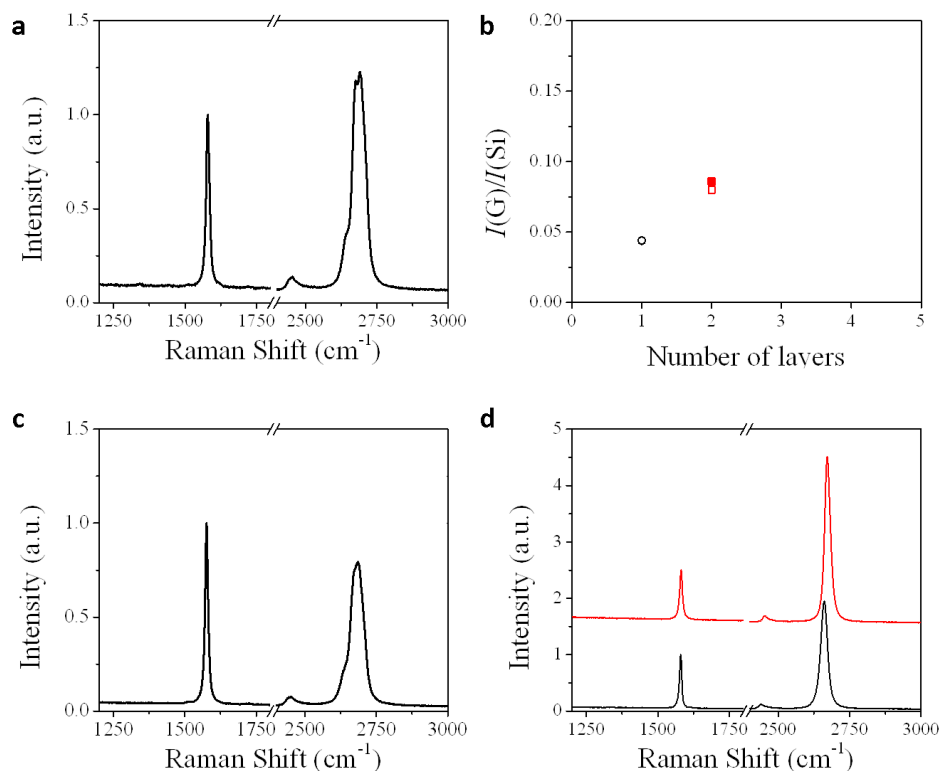 a
1.5
1.0
0.5
0.0
Intensity (a.u.)
1250 1500 1750 2500 2750 3000
Raman Shift (cm-1)
b
0.20
0.15
0.10
0.05
0.00
I(G)/I(Si)
0 1 2 3 4 5
Number of layers
c
1.5
1.0
0.5
0.0
Intensity (a.u.)
1250 1500 1750 2500 2750 3000
Raman Shift (cm-1)
d
5
4
3
2
1
0
Intensity (a.u.)
1250 1500 1750 2500 2750 3000
Raman Shift (cm-1)